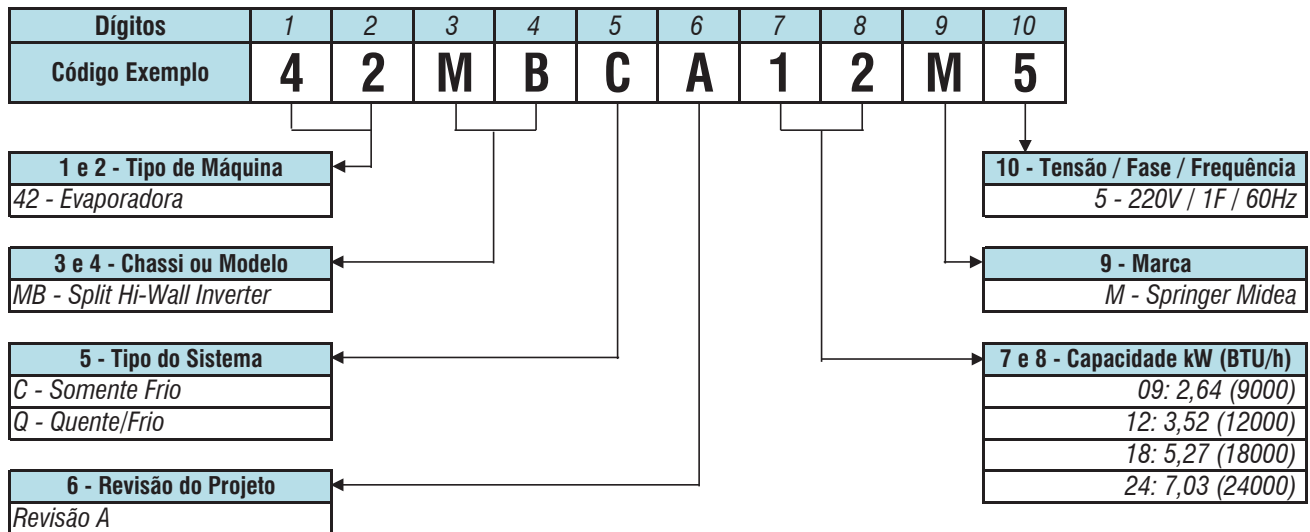 Dígitos 1 2 3 4 5 6 7 8 9 10
Código Exemplo 4 2 M B C A 1 2 M 5
1 e 2 - Tipo de Máquina
42 - Evaporadora
3 e 4 - Chassi ou Modelo
MB - Split Hi-Wall Inverter
5 - Tipo do Sistema
C - Somente Frio
Q - Quente/Frio
6 - Revisão do Projeto
Revisão A
10 - Tensão / Fase / Frequência
5 - 220V / 1F / 60Hz
9 - Marca
M - Springer Midea
7 e 8 - Capacidade kW (BTU/h)
09: 2,64 (9000)
12: 3,52 (12000)
18: 5,27 (18000)
24: 7,03 (24000)